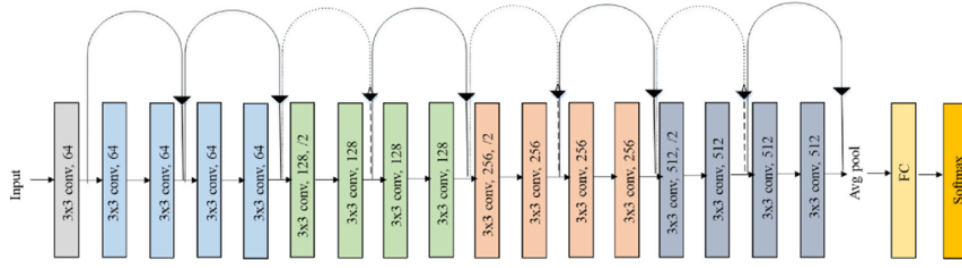 Input
3x3 conv, 64
3x3 conv, 64
3x3 conv, 64
3x3 conv, 64
3x3 conv, 64
3x3 conv, 128, /2
3x3 conv, 128
3x3 conv, 128
3x3 conv, 128
3x3 conv, 256, /2
3x3 conv, 256
3x3 conv, 256
3x3 conv, 256
3x3 conv, 512, /2
3x3 conv, 512
3x3 conv, 512
3x3 conv, 512
Avg pool
FC
Softmax